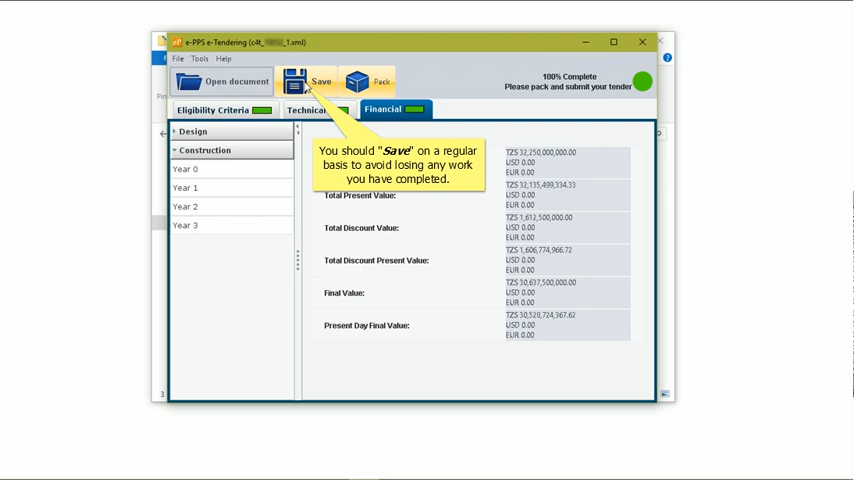 e-PPS e-Tendering (c4t_ _1.xml)
File Tools Help
Open document Save Pack
100% Complete
Please pack and submit your tender
Eligibility Criteria Technical Financial
Design
Construction
Year 0
Year 1
Year 2
Year 3
You should "Save" on a regular
basis to avoid losing any work
you have completed.
TZS 32,250,000,000.00
USD 0.00
EUR 0.00
Total Present Value:
TZS 32,135,499,334.33
USD 0.00
EUR 0.00
Total Discount Value:
TZS 1,612,500,000.00
USD 0.00
EUR 0.00
Total Discount Present Value:
TZS 1,606,774,966.72
USD 0.00
EUR 0.00
Final Value:
TZS 30,637,500,000.00
USD 0.00
EUR 0.00
Present Day Final Value:
TZS 30,528,724,367.62
USD 0.00
EUR 0.00
3